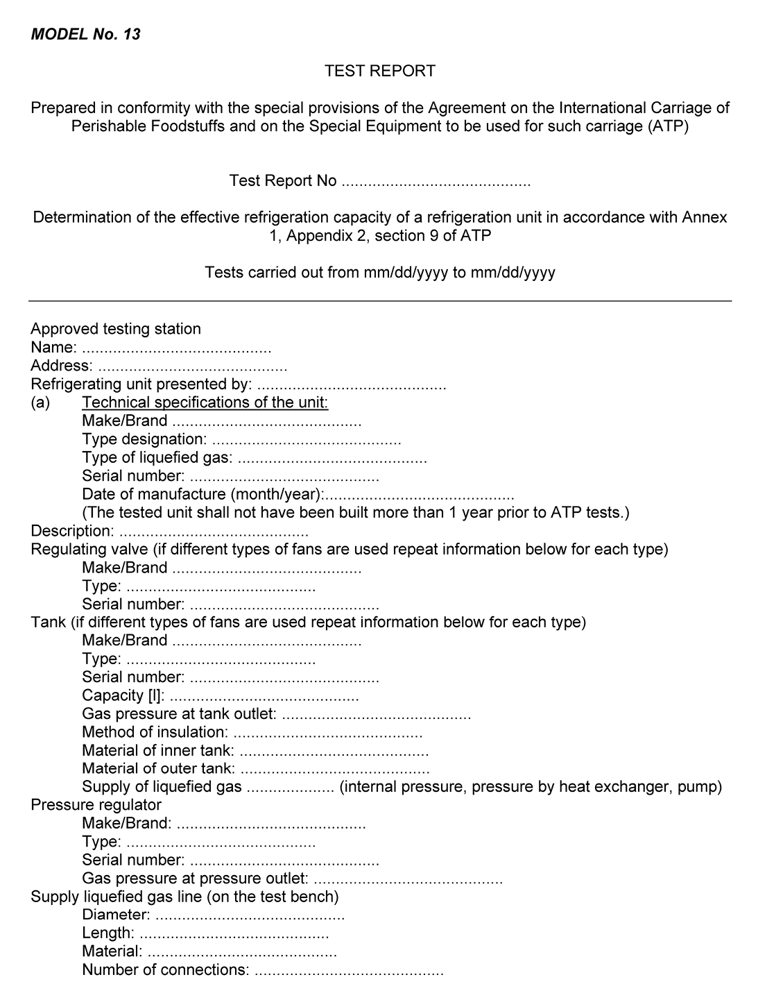 MODEL No. 13
TEST REPORT
Prepared in conformity with the special provisions of the Agreement on the International Carriage of
Perishable Foodstuffs and on the Special Equipment to be used for such carriage (ATP)
Test Report No ...........................................
Determination of the effective refrigeration capacity of a refrigeration unit in accordance with Annex
1, Appendix 2, section 9 of ATP
Tests carried out from mm/dd/yyyy to mm/dd/yyyy
Approved testing station
Name: ...........................................
Address: ...........................................
Refrigerating unit presented by: ...........................................
(a) Technical specifications of the unit:
Make/Brand ...........................................
Type designation: ...........................................
Type of liquefied gas: ...........................................
Serial number: ...........................................
Date of manufacture (month/year):...........................................
(The tested unit shall not have been built more than 1 year prior to ATP tests.)
Description: ...........................................
Regulating valve (if different types of fans are used repeat information below for each type)
Make/Brand ...........................................
Type: ...........................................
Serial number: ...........................................
Tank (if different types of fans are used repeat information below for each type)
Make/Brand ...........................................
Type: ...........................................
Serial number: ...........................................
Capacity [l]: ...........................................
Gas pressure at tank outlet: ...........................................
Method of insulation: ...........................................
Material of inner tank: ...........................................
Material of outer tank: ...........................................
Supply of liquefied gas .................... (internal pressure, pressure by heat exchanger, pump)
Pressure regulator
Make/Brand: ...........................................
Type: ...........................................
Serial number: ...........................................
Gas pressure at pressure outlet: ...........................................
Supply liquefied gas line (on the test bench)
Diameter: ...........................................
Length: ...........................................
Material: ...........................................
Number of connections: ...........................................